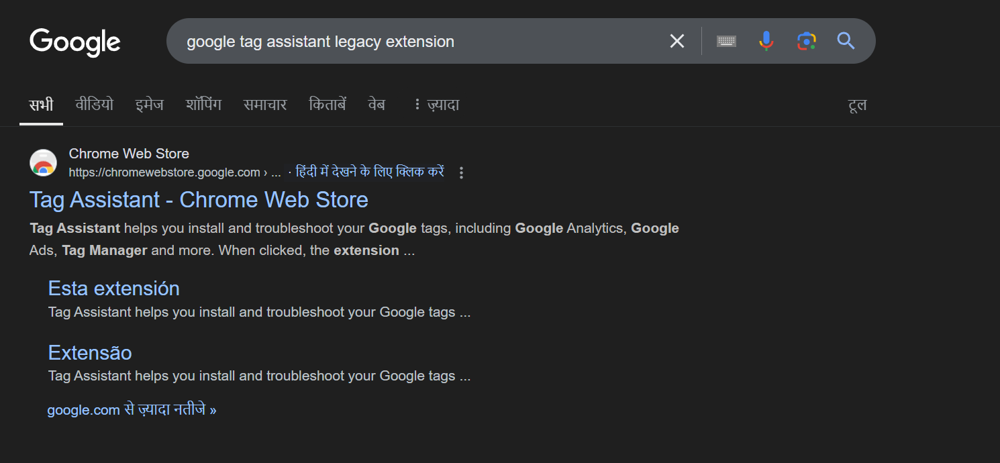 Google
google tag assistant legacy extension
सभी वीडियो इमेज शॉपिंग समाचार किताबें वेब ⋮ ज़्यादा टूल
Chrome Web Store
https://chromewebstore.google.com › ... · हिंदी में देखने के लिए क्लिक करें
Tag Assistant - Chrome Web Store
Tag Assistant helps you install and troubleshoot your Google tags, including Google Analytics, Google
Ads, Tag Manager and more. When clicked, the extension ...
Esta extensión
Tag Assistant helps you install and troubleshoot your Google tags ...
Extensão
Tag Assistant helps you install and troubleshoot your Google tags ...
google.com से ज़्यादा नतीजे »